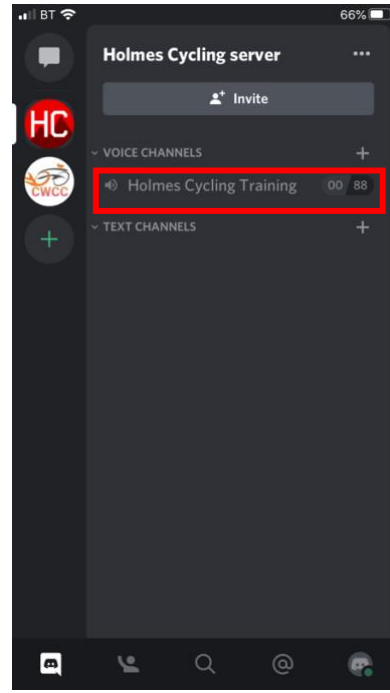 BT 66%
Holmes Cycling server
Invite
HC
VOICE CHANNELS
Holmes Cycling Training 00 88
CWCC
TEXT CHANNELS